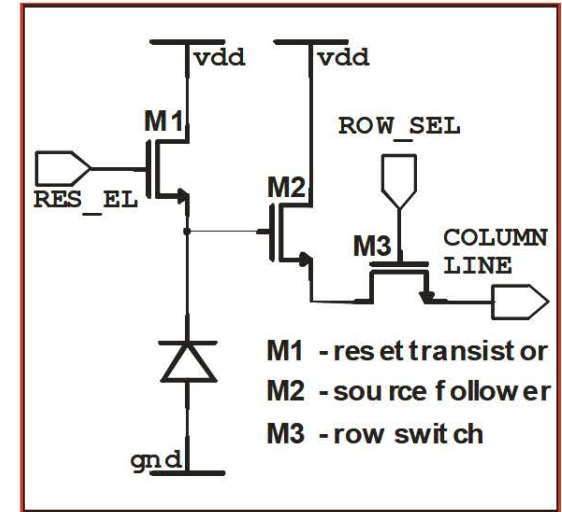 vdd
vdd
M1
ROW_SEL
RES_EL
M2
M3
COLUMN
LINE
M1 - reset transistor
M2 - source follower
M3 - row switch
gnd